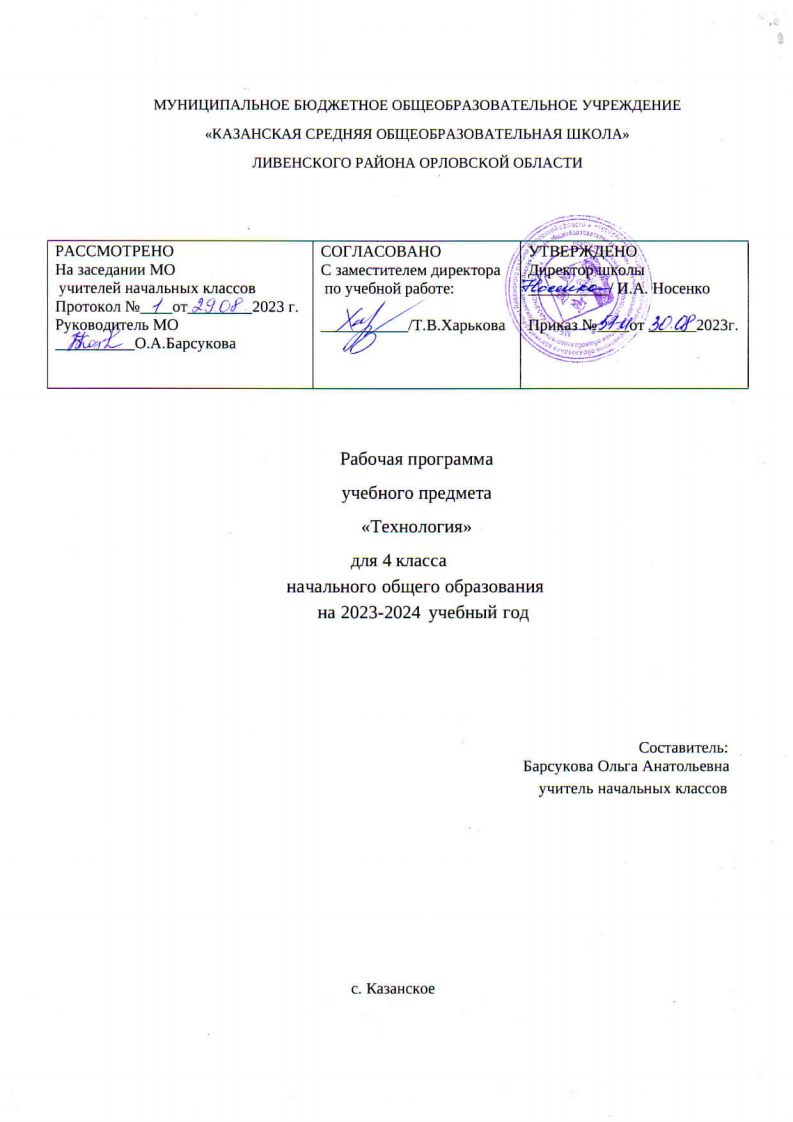 МУНИЦИПАЛЬНОЕ БЮДЖЕТНОЕ ОБЩЕОБРАЗОВАТЕЛЬНОЕ УЧРЕЖДЕНИЕ
«КАЗАНСКАЯ СРЕДНЯЯ ОБЩЕОБРАЗОВАТЕЛЬНАЯ ШКОЛА»
ЛИВЕНСКОГО РАЙОНА ОРЛОВСКОЙ ОБЛАСТИ
РАССМОТРЕНО
На заседании МО
учителей начальных классов
Протокол № 1 от 29.08 2023 г.
Руководитель МО
О.А.Барсукова
СОГЛАСОВАНО
С заместителем директора
по учебной работе:
/Т.В.Харькова
УТВЕРЖДЕНО
Директор школы
Носенко / И.А. Носенко
Приказ № от 30.08 2023г.
Рабочая программа
учебного предмета
«Технология»
для 4 класса
начального общего образования
на 2023-2024 учебный год
Составитель:
Барсукова Ольга Анатольевна
учитель начальных классов
с. Казанское